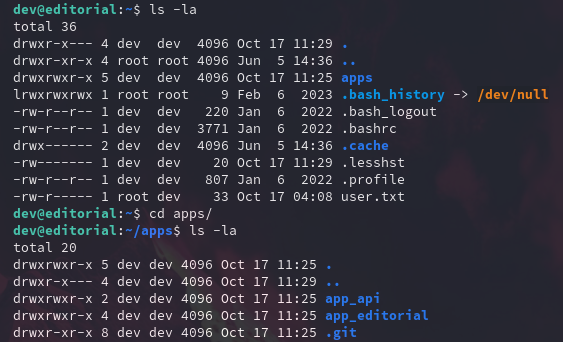 dev@editorial:~$ ls -la
total 36
drwxr-x--- 4 dev  dev  4096 Oct 17 11:29 .
drwxr-xr-x 4 root root 4096 Jun  5 14:36 ..
drwxrwxr-x 5 dev  dev  4096 Oct 17 11:25 apps
lrwxrwxrwx 1 root root    9 Feb  6  2023 .bash_history -> /dev/null
-rw-r--r-- 1 dev  dev   220 Jan  6  2022 .bash_logout
-rw-r--r-- 1 dev  dev  3771 Jan  6  2022 .bashrc
drwx------ 2 dev  dev  4096 Jun  5 14:36 .cache
-rw------- 1 dev  dev    20 Oct 17 11:29 .lesshst
-rw-r--r-- 1 dev  dev   807 Jan  6  2022 .profile
-rw-r----- 1 root dev    33 Oct 17 04:08 user.txt
dev@editorial:~$ cd apps/
dev@editorial:~/apps$ ls -la
total 20
drwxrwxr-x 5 dev dev 4096 Oct 17 11:25 .
drwxr-x--- 4 dev dev 4096 Oct 17 11:29 ..
drwxrwxr-x 2 dev dev 4096 Oct 17 11:25 app_api
drwxrwxr-x 4 dev dev 4096 Oct 17 11:25 app_editorial
drwxr-xr-x 8 dev dev 4096 Oct 17 11:25 .git